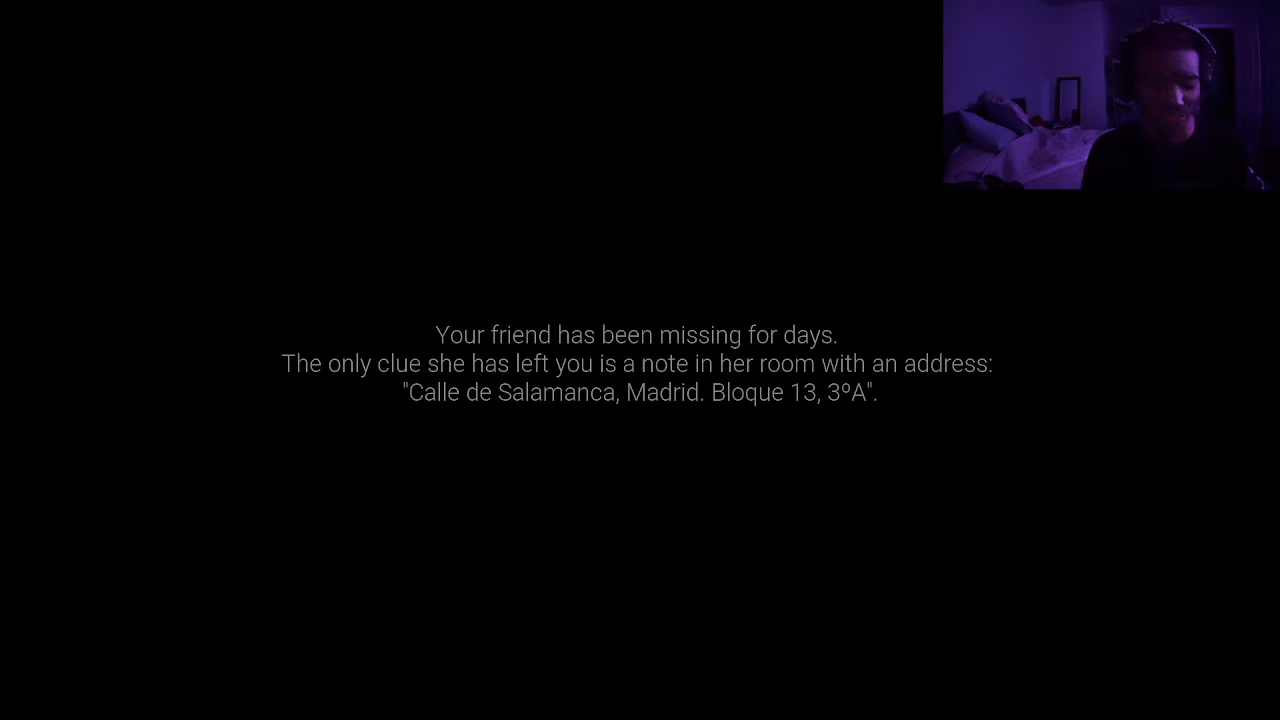 Your friend has been missing for days.
The only clue she has left you is a note in her room with an address:
"Calle de Salamanca, Madrid. Bloque 13, 3ºA".